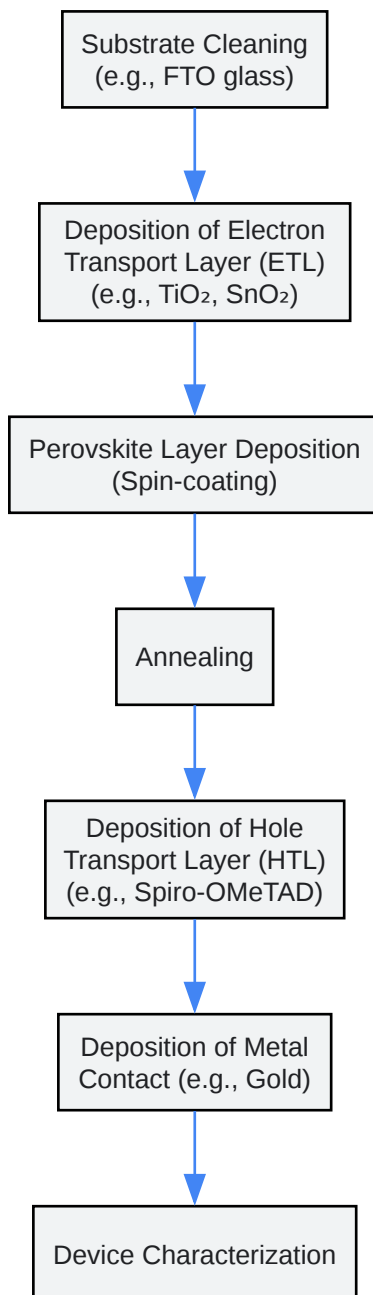 Substrate Cleaning
(e.g., FTO glass)
Deposition of Electron
Transport Layer (ETL)
(e.g., TiO₂, SnO₂)
Perovskite Layer Deposition
(Spin-coating)
Annealing
Deposition of Hole
Transport Layer (HTL)
(e.g., Spiro-OMeTAD)
Deposition of Metal
Contact (e.g., Gold)
Device Characterization